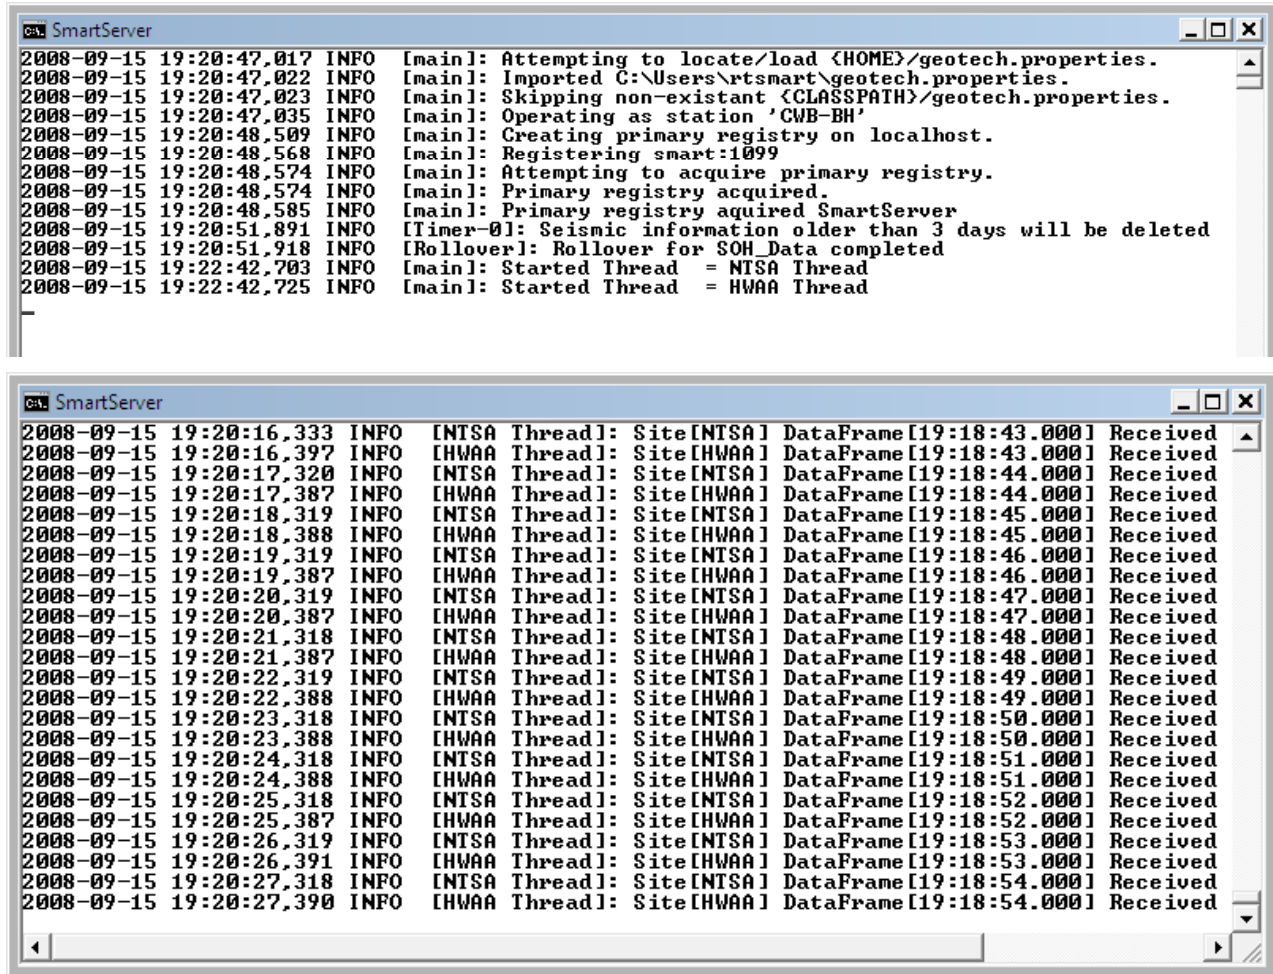 SmartServer
2008-09-15 19:20:47,017 INFO [main]: Attempting to locate/load {HOME}/geotech.properties.
2008-09-15 19:20:47,022 INFO [main]: Imported C:\Users\rtsmart\geotech.properties.
2008-09-15 19:20:47,023 INFO [main]: Skipping non-existant {CLASSPATH}/geotech.properties.
2008-09-15 19:20:47,035 INFO [main]: Operating as station 'CWB-BH'
2008-09-15 19:20:48,509 INFO [main]: Creating primary registry on localhost.
2008-09-15 19:20:48,568 INFO [main]: Registering smart:1099
2008-09-15 19:20:48,574 INFO [main]: Attempting to acquire primary registry.
2008-09-15 19:20:48,574 INFO [main]: Primary registry acquired.
2008-09-15 19:20:48,585 INFO [main]: Primary registry aquired SmartServer
2008-09-15 19:20:51,891 INFO [Timer-0]: Seismic information older than 3 days will be deleted
2008-09-15 19:20:51,918 INFO [Rollover]: Rollover for SOH_Data completed
2008-09-15 19:22:42,703 INFO [main]: Started Thread = NTSA Thread
2008-09-15 19:22:42,725 INFO [main]: Started Thread = HWAA Thread
SmartServer
2008-09-15 19:20:16,333 INFO [NTSA Thread]: Site[NTSA] DataFrame[19:18:43.000] Received
2008-09-15 19:20:16,397 INFO [HWAA Thread]: Site[HWAA] DataFrame[19:18:43.000] Received
2008-09-15 19:20:17,320 INFO [NTSA Thread]: Site[NTSA] DataFrame[19:18:44.000] Received
2008-09-15 19:20:17,387 INFO [HWAA Thread]: Site[HWAA] DataFrame[19:18:44.000] Received
2008-09-15 19:20:18,319 INFO [NTSA Thread]: Site[NTSA] DataFrame[19:18:45.000] Received
2008-09-15 19:20:18,388 INFO [HWAA Thread]: Site[HWAA] DataFrame[19:18:45.000] Received
2008-09-15 19:20:19,319 INFO [NTSA Thread]: Site[NTSA] DataFrame[19:18:46.000] Received
2008-09-15 19:20:19,387 INFO [HWAA Thread]: Site[HWAA] DataFrame[19:18:46.000] Received
2008-09-15 19:20:20,319 INFO [NTSA Thread]: Site[NTSA] DataFrame[19:18:47.000] Received
2008-09-15 19:20:20,387 INFO [HWAA Thread]: Site[HWAA] DataFrame[19:18:47.000] Received
2008-09-15 19:20:21,318 INFO [NTSA Thread]: Site[NTSA] DataFrame[19:18:48.000] Received
2008-09-15 19:20:21,387 INFO [HWAA Thread]: Site[HWAA] DataFrame[19:18:48.000] Received
2008-09-15 19:20:22,319 INFO [NTSA Thread]: Site[NTSA] DataFrame[19:18:49.000] Received
2008-09-15 19:20:22,388 INFO [HWAA Thread]: Site[HWAA] DataFrame[19:18:49.000] Received
2008-09-15 19:20:23,318 INFO [NTSA Thread]: Site[NTSA] DataFrame[19:18:50.000] Received
2008-09-15 19:20:23,388 INFO [HWAA Thread]: Site[HWAA] DataFrame[19:18:50.000] Received
2008-09-15 19:20:24,318 INFO [NTSA Thread]: Site[NTSA] DataFrame[19:18:51.000] Received
2008-09-15 19:20:24,388 INFO [HWAA Thread]: Site[HWAA] DataFrame[19:18:51.000] Received
2008-09-15 19:20:25,318 INFO [NTSA Thread]: Site[NTSA] DataFrame[19:18:52.000] Received
2008-09-15 19:20:25,387 INFO [HWAA Thread]: Site[HWAA] DataFrame[19:18:52.000] Received
2008-09-15 19:20:26,319 INFO [NTSA Thread]: Site[NTSA] DataFrame[19:18:53.000] Received
2008-09-15 19:20:26,391 INFO [HWAA Thread]: Site[HWAA] DataFrame[19:18:53.000] Received
2008-09-15 19:20:27,318 INFO [NTSA Thread]: Site[NTSA] DataFrame[19:18:54.000] Received
2008-09-15 19:20:27,390 INFO [HWAA Thread]: Site[HWAA] DataFrame[19:18:54.000] Received